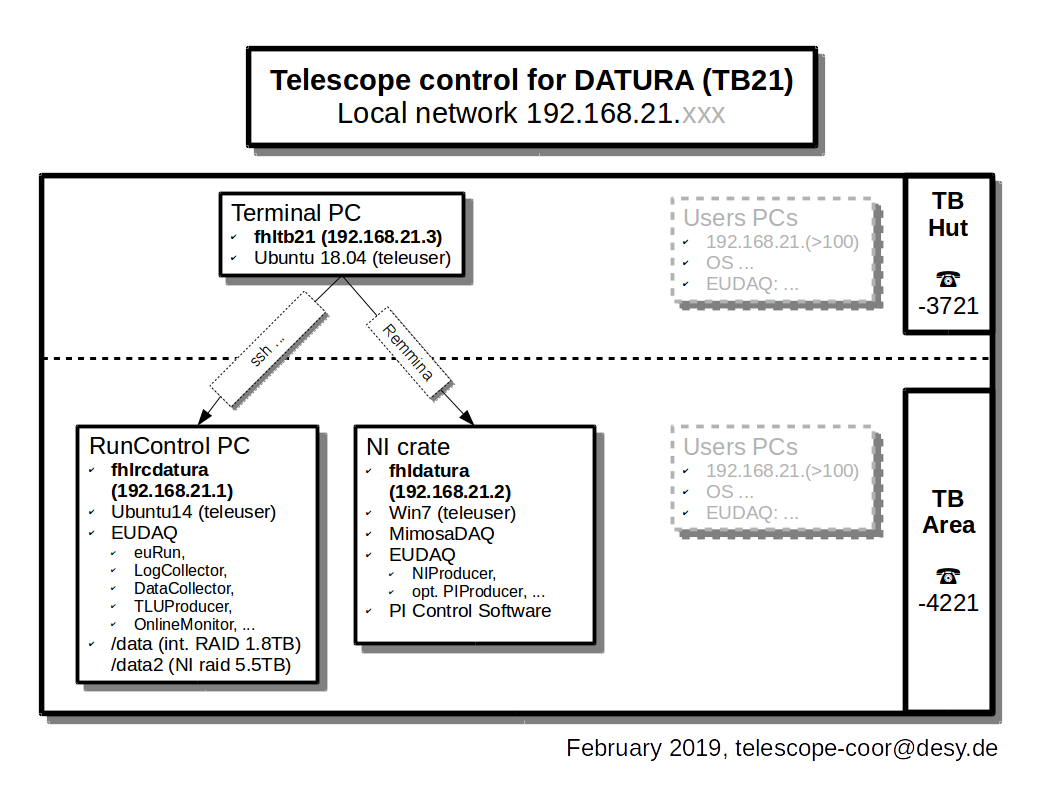 Telescope control for DATURA (TB21)
Local network 192.168.21.xxx
Terminal PC
✔ fhltb21 (192.168.21.3)
✔ Ubuntu 18.04 (teleuser)
Users PCs
✔ 192.168.21.(>100)
✔ OS ...
✔ EUDAQ: ...
TB
Hut
☎
-3721
ssh ...
Remmina
RunControl PC
✔ fhlrcdatura
(192.168.21.1)
✔ Ubuntu14 (teleuser)
✔ EUDAQ
✔ euRun,
✔ LogCollector,
✔ DataCollector,
✔ TLUProducer,
✔ OnlineMonitor, ...
✔ /data (int. RAID 1.8TB)
/data2 (NI raid 5.5TB)
NI crate
✔ fhldatura
(192.168.21.2)
✔ Win7 (teleuser)
✔ MimosaDAQ
✔ EUDAQ
✔ NIProducer,
✔ opt. PIProducer, ...
✔ PI Control Software
Users PCs
✔ 192.168.21.(>100)
✔ OS ...
✔ EUDAQ: ...
TB
Area
☎
-4221
February 2019, telescope-coor@desy.de